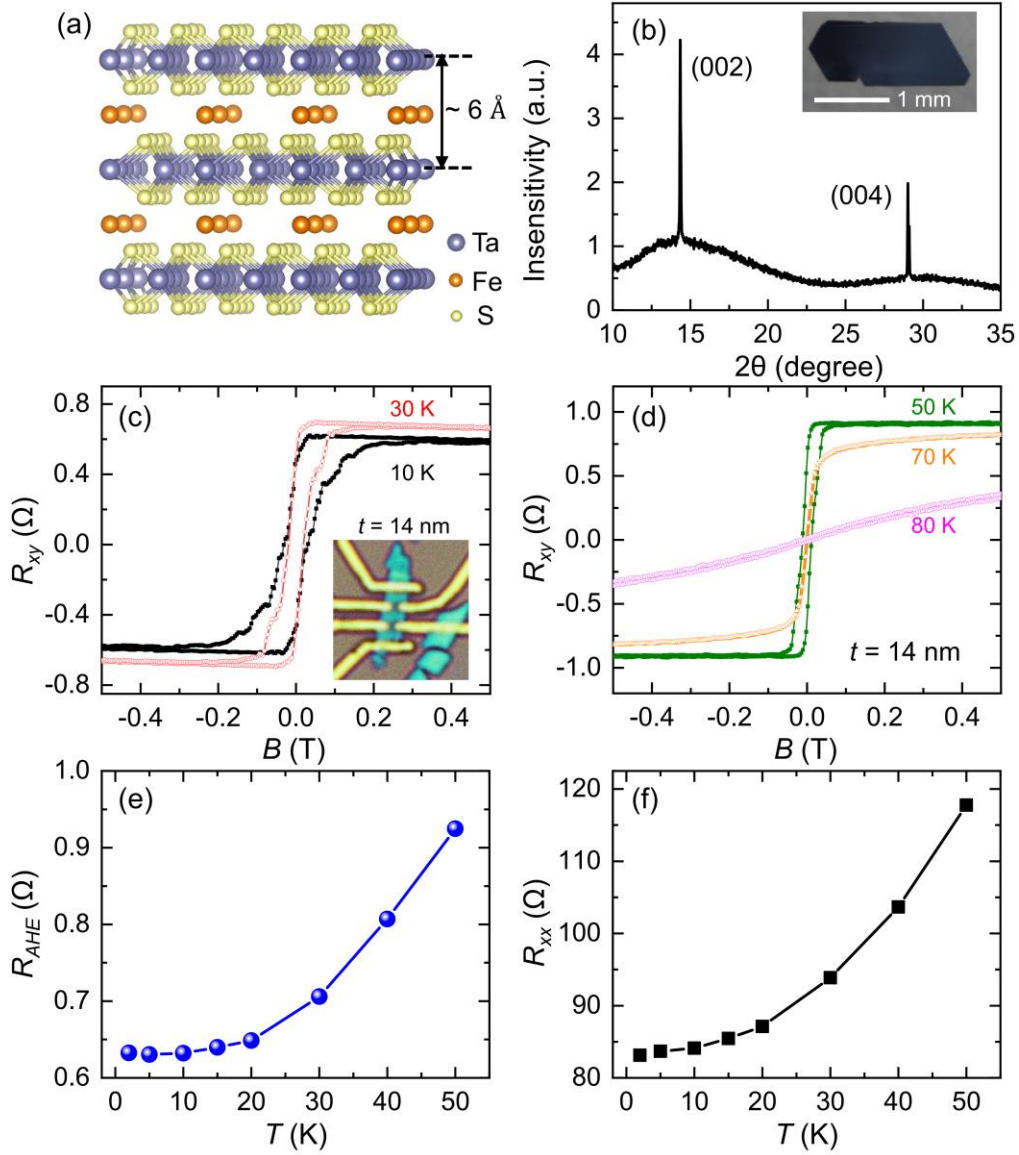 (a)
~ 6 Å
Ta
Fe
S
(b)
(002)
(004)
1 mm
Insensitivity (a.u.)
4
3
2
1
0
10 15 20 25 30 35
2θ (degree)
(c)
30 K
10 K
t = 14 nm
R_xy (Ω)
0.8
0.4
0.0
-0.4
-0.8
-0.4 -0.2 0.0 0.2 0.4
B (T)
(d)
50 K
70 K
80 K
t = 14 nm
R_xy (Ω)
1.0
0.5
0.0
-0.5
-1.0
-0.4 -0.2 0.0 0.2 0.4
B (T)
(e)
R_AHE (Ω)
1.0
0.9
0.8
0.7
0.6
0 10 20 30 40 50
T (K)
(f)
R_xx (Ω)
120
110
100
90
80
0 10 20 30 40 50
T (K)